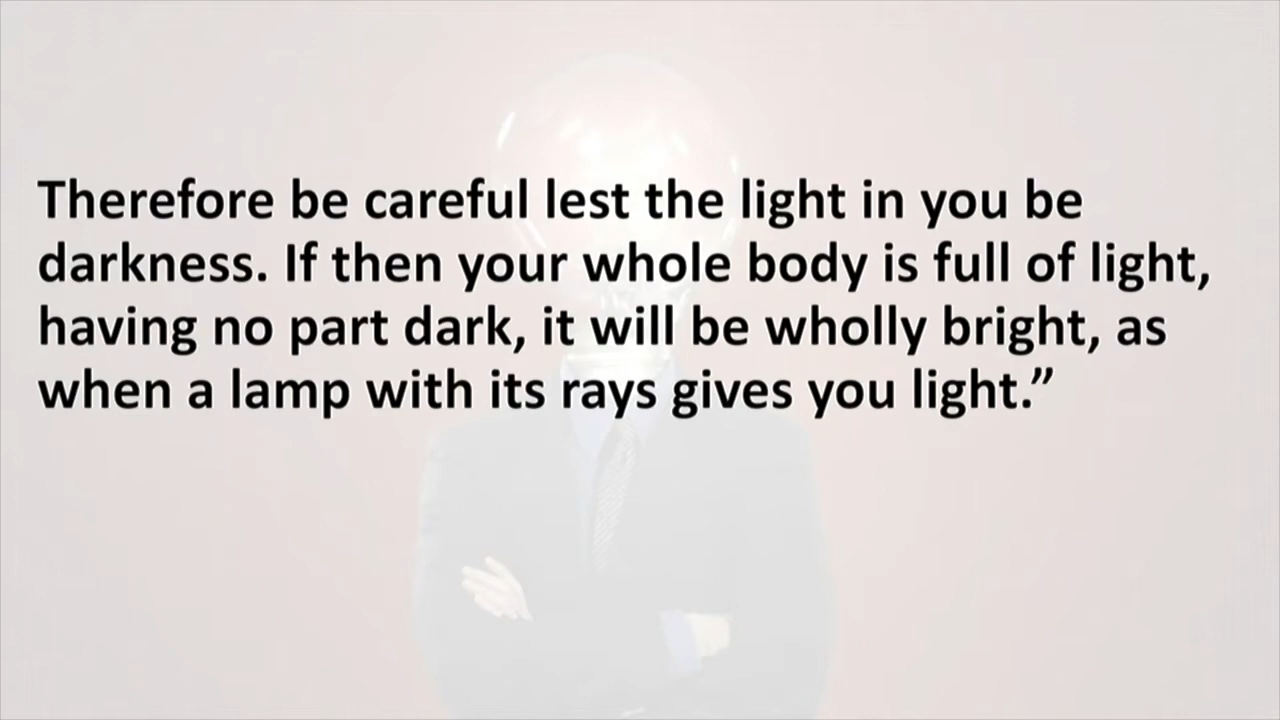 Therefore be careful lest the light in you be
darkness. If then your whole body is full of light,
having no part dark, it will be wholly bright, as
when a lamp with its rays gives you light.”